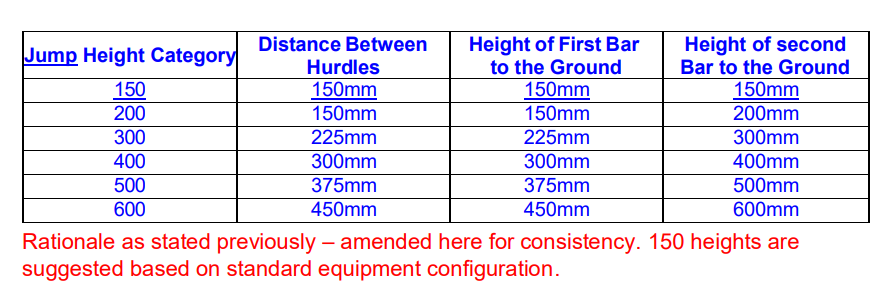 Jump Height Category Distance Between Hurdles Height of First Bar to the Ground Height of second Bar to the Ground
150 150mm 150mm 150mm
200 150mm 150mm 200mm
300 225mm 225mm 300mm
400 300mm 300mm 400mm
500 375mm 375mm 500mm
600 450mm 450mm 600mm
Rationale as stated previously – amended here for consistency. 150 heights are
suggested based on standard equipment configuration.